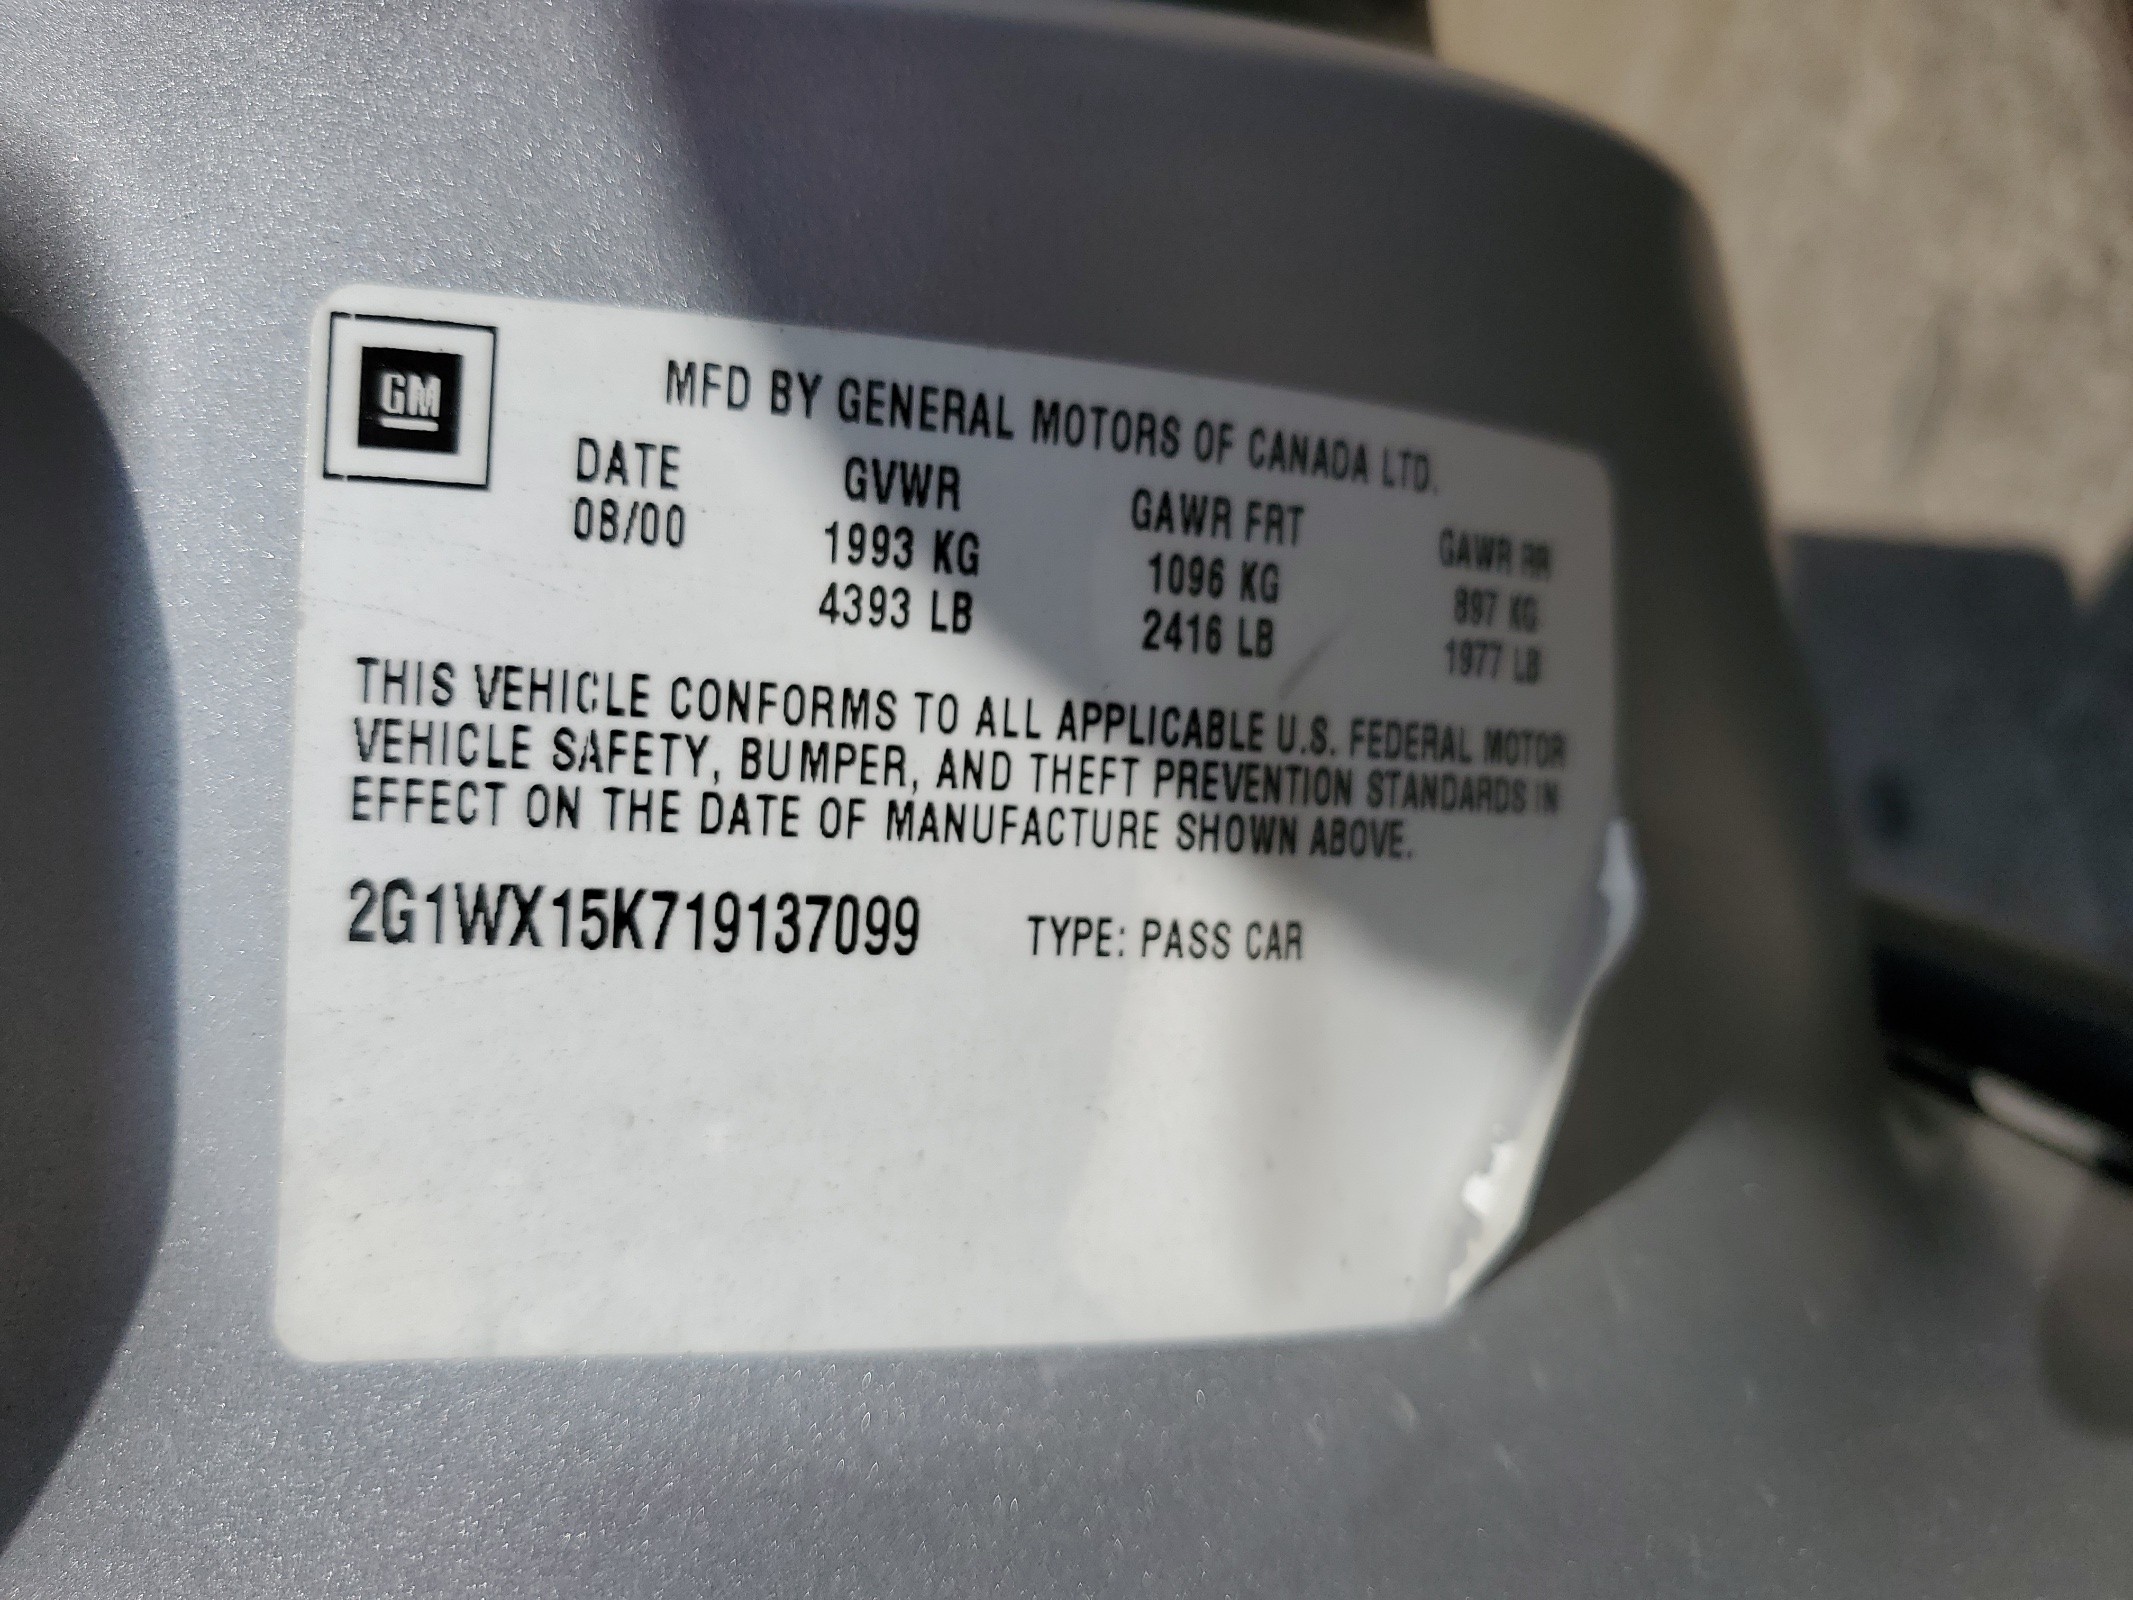 GM
MFD BY GENERAL MOTORS OF CANADA LTD.
DATE GVWR GAWR FRT GAWR RR
08/00 1993 KG 1096 KG 897 KG
4393 LB 2416 LB 1977 LB
THIS VEHICLE CONFORMS TO ALL APPLICABLE U.S. FEDERAL MOTOR
VEHICLE SAFETY, BUMPER, AND THEFT PREVENTION STANDARDS IN
EFFECT ON THE DATE OF MANUFACTURE SHOWN ABOVE.
2G1WX15K719137099 TYPE: PASS CAR